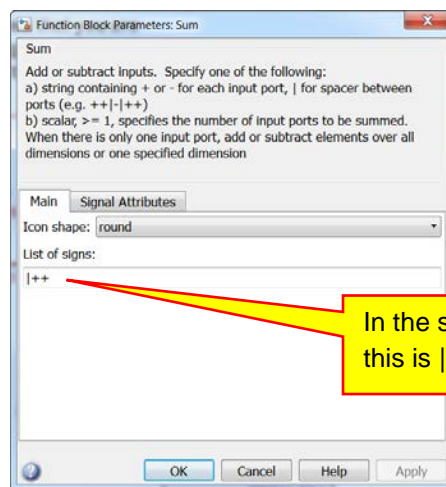 Function Block Parameters: Sum
Sum
Add or subtract inputs. Specify one of the following:
a) string containing + or - for each input port, | for spacer between
ports (e.g. ++|-|++)
b) scalar, >= 1, specifies the number of input ports to be summed.
When there is only one input port, add or subtract elements over all
dimensions or one specified dimension
Main Signal Attributes
Icon shape: round
List of signs:
|++
In the s
this is |
OK Cancel Help Apply